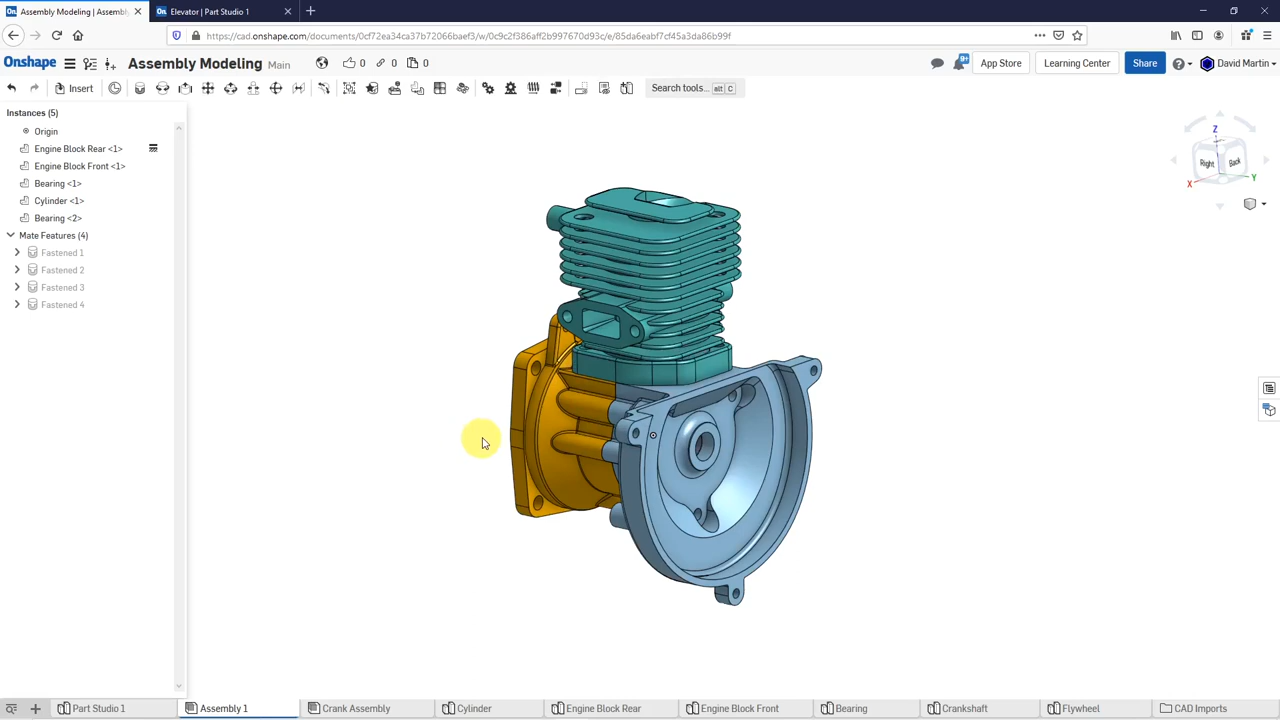 Assembly Modeling | Assembly
Elevator | Part Studio 1
https://cad.onshape.com/documents/0cf72ea34ca37b72066baef3/w/0c9c2f386aff2b997670d93c/e/85da6eabf7cf45a3da86b99f
Onshape Assembly Modeling Main 0 0 0 9+ App Store Learning Center Share David Martin
Insert Search tools... alt C
Instances (5)
Origin
Engine Block Rear <1>
Engine Block Front <1>
Bearing <1>
Cylinder <1>
Bearing <2>
Mate Features (4)
Fastened 1
Fastened 2
Fastened 3
Fastened 4
Z
Right Back
X Y
Part Studio 1 Assembly 1 Crank Assembly Cylinder Engine Block Rear Engine Block Front Bearing Crankshaft Flywheel CAD Imports